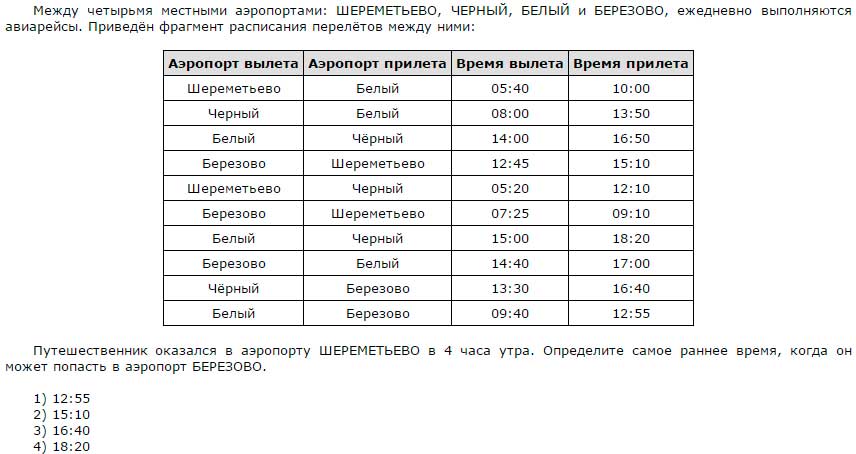 Между четырьмя местными аэропортами: ШЕРЕМЕТЬЕВО, ЧЕРНЫЙ, БЕЛЫЙ и БЕРЕЗОВО, ежедневно выполняются
авиарейсы. Приведён фрагмент расписания перелётов между ними:
Аэропорт вылета Аэропорт прилета Время вылета Время прилета
Шереметьево Белый 05:40 10:00
Черный Белый 08:00 13:50
Белый Чёрный 14:00 16:50
Березово Шереметьево 12:45 15:10
Шереметьево Черный 05:20 12:10
Березово Шереметьево 07:25 09:10
Белый Черный 15:00 18:20
Березово Белый 14:40 17:00
Чёрный Березово 13:30 16:40
Белый Березово 09:40 12:55
Путешественник оказался в аэропорту ШЕРЕМЕТЬЕВО в 4 часа утра. Определите самое раннее время, когда он
может попасть в аэропорт БЕРЕЗОВО.
1) 12:55
2) 15:10
3) 16:40
4) 18:20